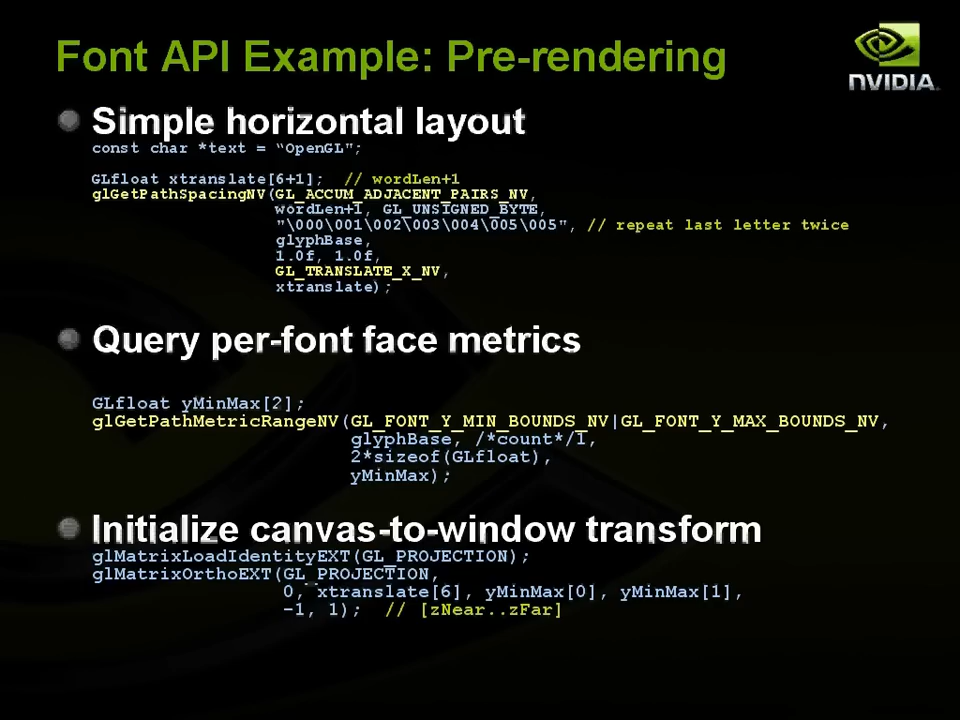 Font API Example: Pre-rendering
NVIDIA.
Simple horizontal layout
const char *text = “OpenGL";
GLfloat xtranslate[6+1];  // wordLen+1
glGetPathSpacingNV(GL_ACCUM_ADJACENT_PAIRS_NV,
wordLen+1, GL_UNSIGNED_BYTE,
"\000\001\002\003\004\005\005", // repeat last letter twice
glyphBase,
1.0f, 1.0f,
GL_TRANSLATE_X_NV,
xtranslate);
Query per-font face metrics
GLfloat yMinMax[2];
glGetPathMetricRangeNV(GL_FONT_Y_MIN_BOUNDS_NV|GL_FONT_Y_MAX_BOUNDS_NV,
glyphBase, /*count*/1,
2*sizeof(GLfloat),
yMinMax);
Initialize canvas-to-window transform
glMatrixLoadIdentityEXT(GL_PROJECTION);
glMatrixOrthoEXT(GL_PROJECTION,
0, xtranslate[6], yMinMax[0], yMinMax[1],
-1, 1);  // [zNear..zFar]